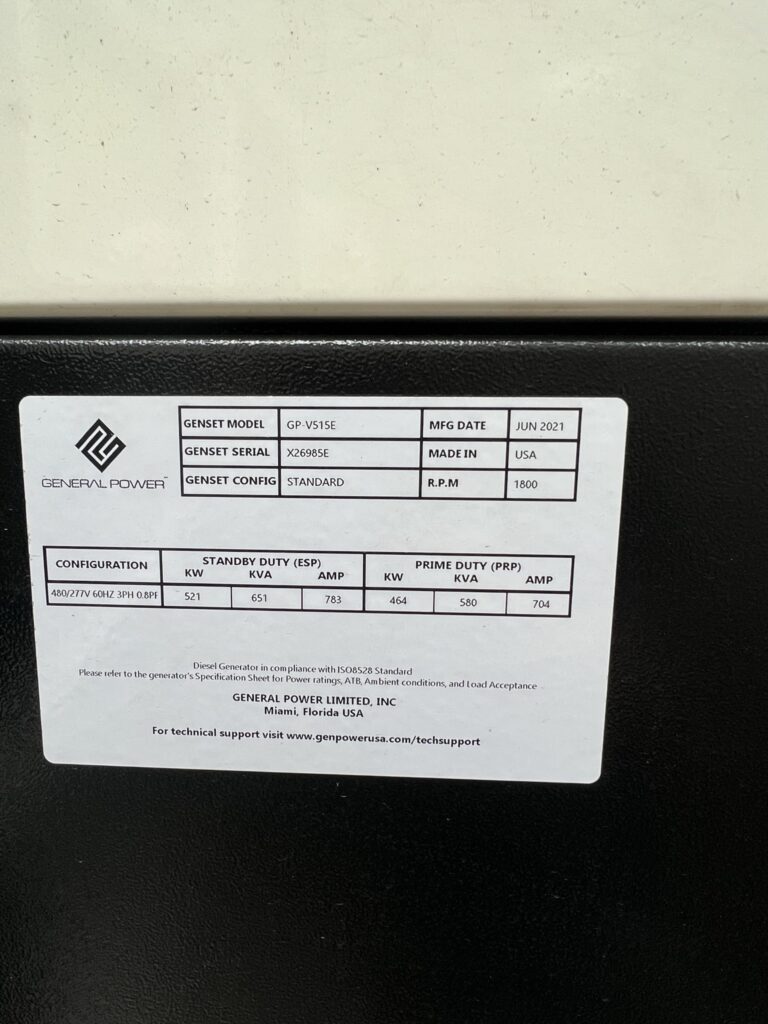 GENERAL POWER™
GENSET MODEL GP-V515E MFG DATE JUN 2021
GENSET SERIAL X26985E MADE IN USA
GENSET CONFIG STANDARD R.P.M 1800
CONFIGURATION STANDBY DUTY (ESP) PRIME DUTY (PRP)
KW KVA AMP KW KVA AMP
480/277V 60HZ 3PH 0.8PF 521 651 783 464 580 704
Diesel Generator in compliance with ISO8528 Standard
Please refer to the generator's Specification Sheet for Power ratings, ATB, Ambient conditions, and Load Acceptance
GENERAL POWER LIMITED, INC
Miami, Florida USA
For technical support visit www.genpowerusa.com/techsupport